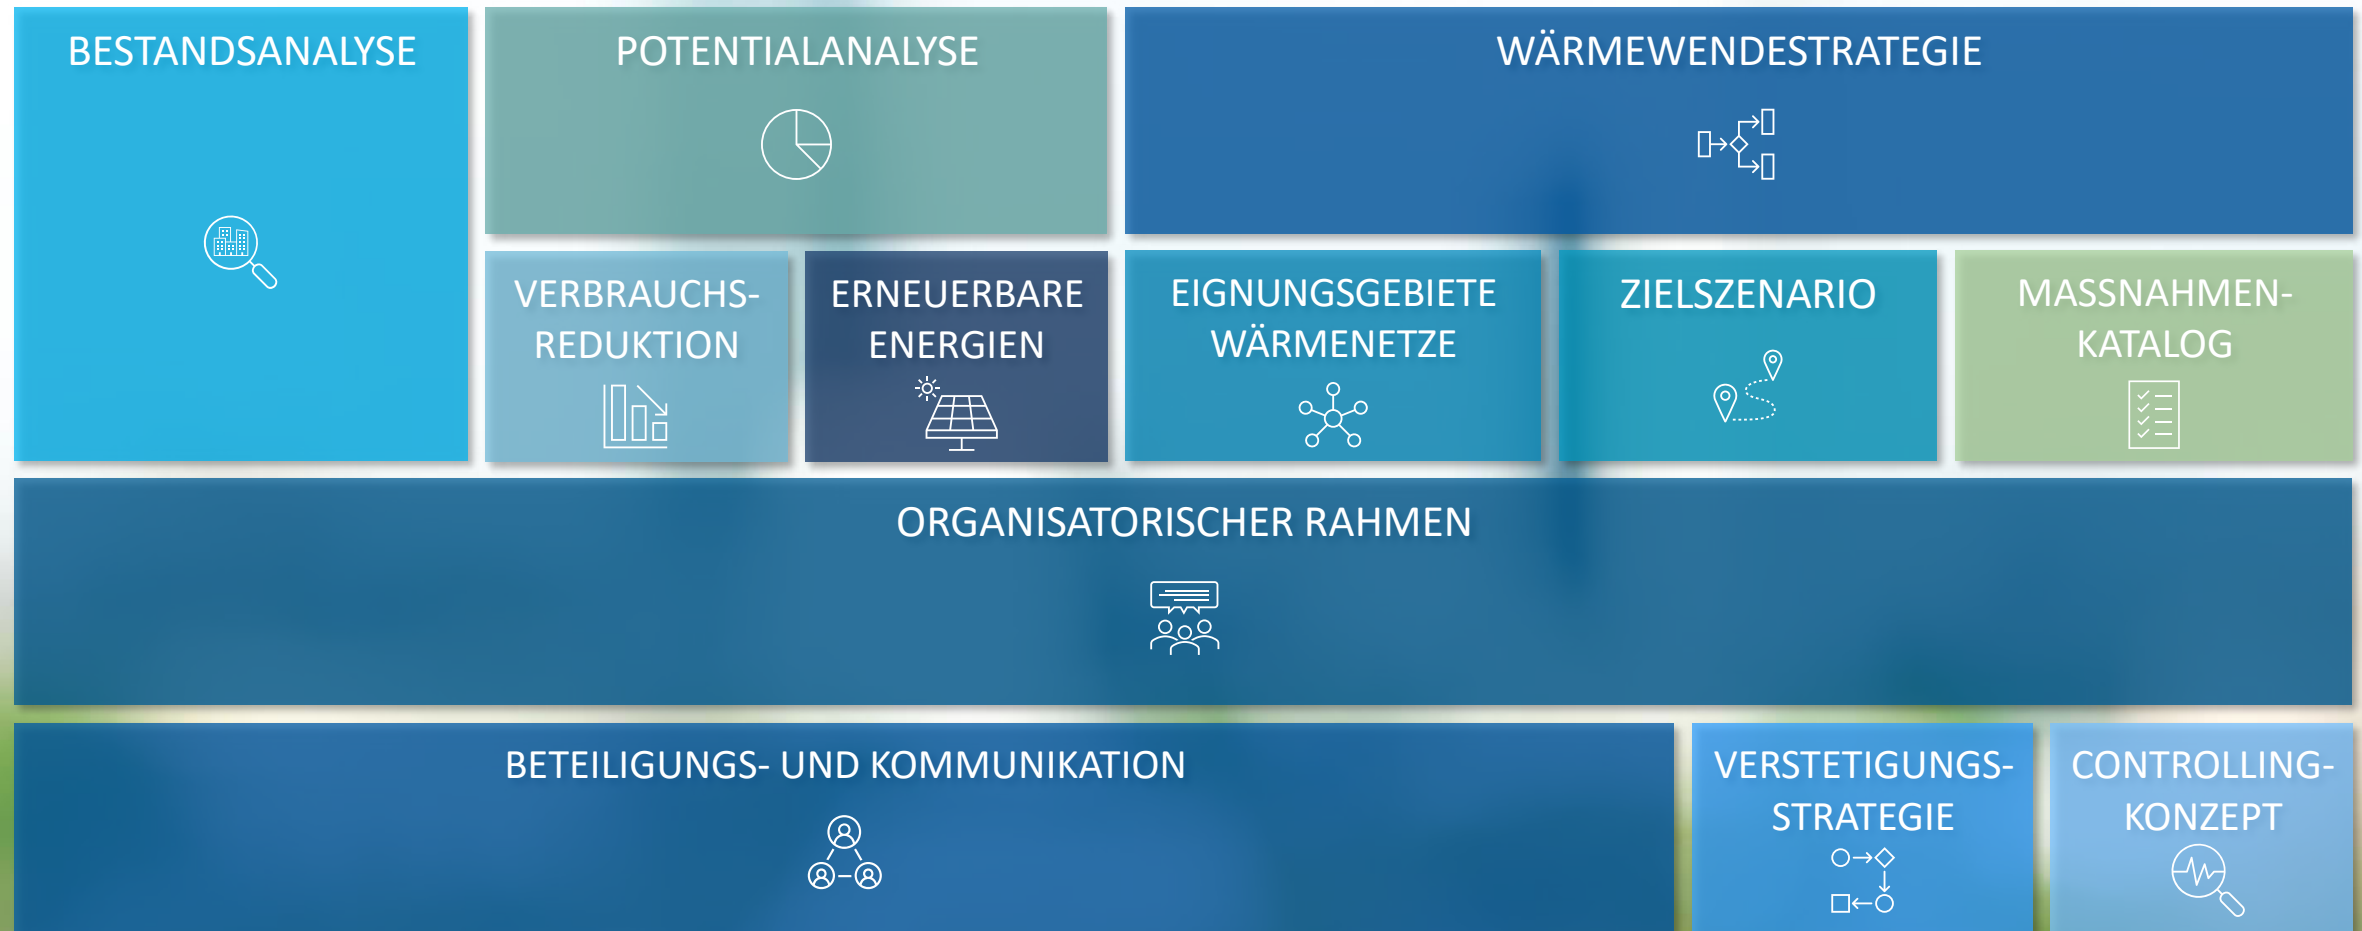 BESTANDSANALYSE
POTENTIALANALYSE
WÄRMEWENDESTRATEGIE
VERBRAUCHS-
REDUKTION
ERNEUERBARE
ENERGIEN
EIGNUNGSGEBIETE
WÄRMENETZE
ZIELSZENARIO
MASSNAHMEN-
KATALOG
ORGANISATORISCHER RAHMEN
BETEILIGUNGS- UND KOMMUNIKATION
VERSTETIGUNGS-
STRATEGIE
CONTROLLING-
KONZEPT